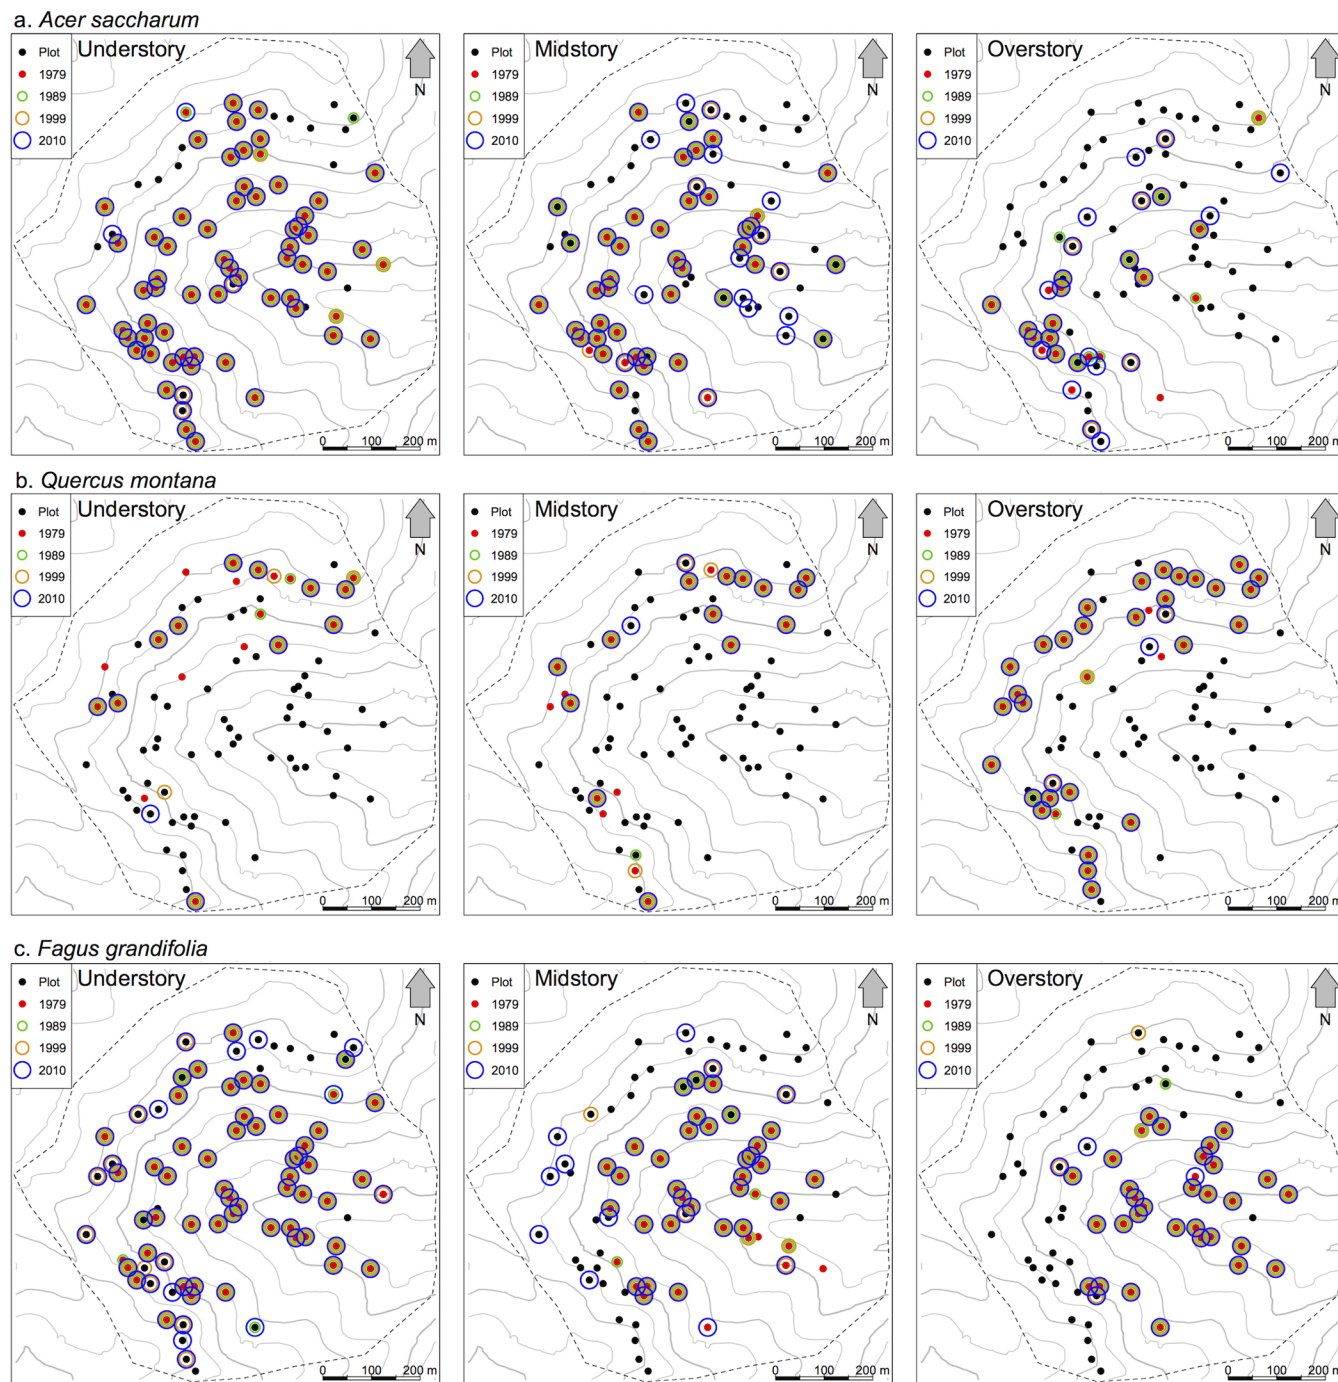 a. Acer saccharum
Understory
Plot
1979
1989
1999
2010
N
0 100 200 m
Midstory
Plot
1979
1989
1999
2010
N
0 100 200 m
Overstory
Plot
1979
1989
1999
2010
N
0 100 200 m
b. Quercus montana
Understory
Plot
1979
1989
1999
2010
N
0 100 200 m
Midstory
Plot
1979
1989
1999
2010
N
0 100 200 m
Overstory
Plot
1979
1989
1999
2010
N
0 100 200 m
c. Fagus grandifolia
Understory
Plot
1979
1989
1999
2010
N
0 100 200 m
Midstory
Plot
1979
1989
1999
2010
N
0 100 200 m
Overstory
Plot
1979
1989
1999
2010
N
0 100 200 m